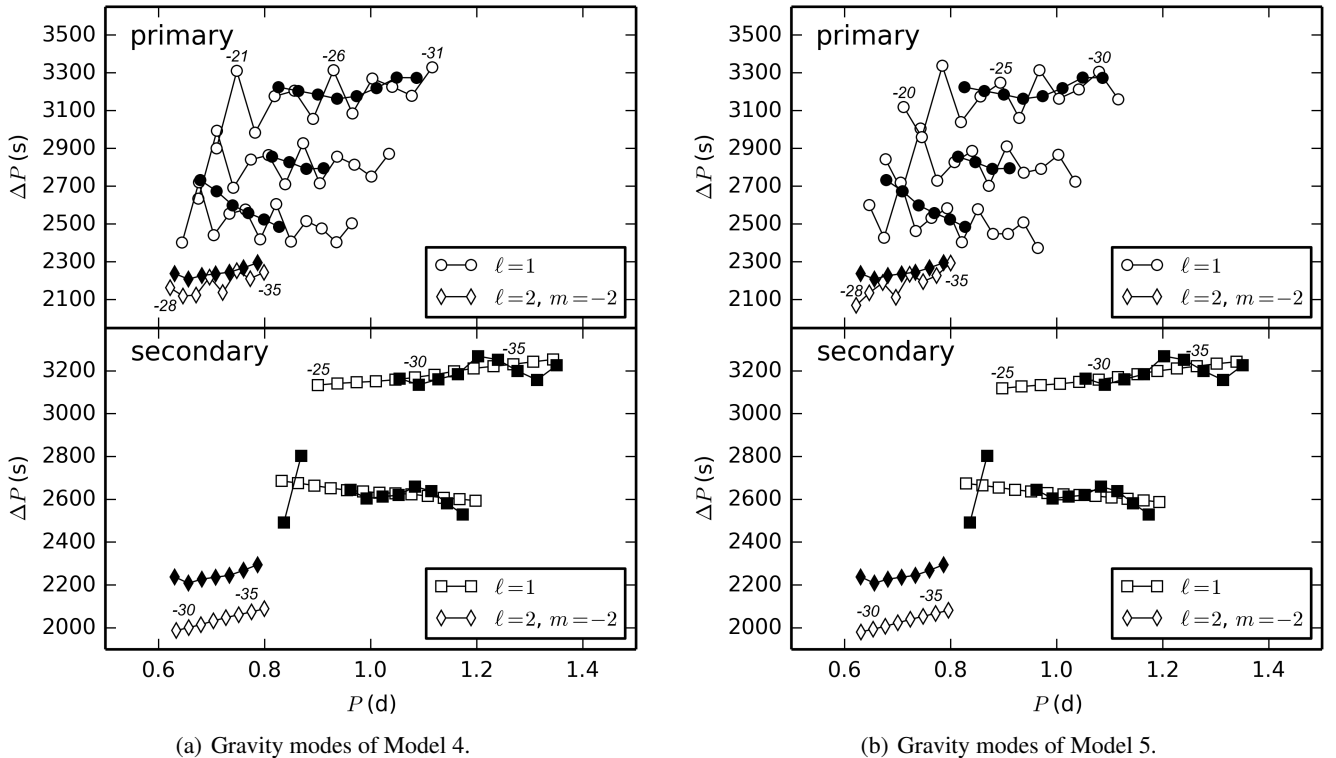 primary
3500
3300
3100
2900
2700
2500
2300
2100
ΔP (s)
-21
-26
-31
-28
-35
ℓ=1
ℓ=2, m=−2
secondary
3200
3000
2800
2600
2400
2200
2000
ΔP (s)
-25
-30
-35
-30
-35
ℓ=1
ℓ=2, m=−2
0.6 0.8 1.0 1.2 1.4
P (d)
(a) Gravity modes of Model 4.
primary
3500
3300
3100
2900
2700
2500
2300
2100
ΔP (s)
-20
-25
-30
-28
-35
ℓ=1
ℓ=2, m=−2
secondary
3200
3000
2800
2600
2400
2200
2000
ΔP (s)
-25
-30
-35
-30
-35
ℓ=1
ℓ=2, m=−2
0.6 0.8 1.0 1.2 1.4
P (d)
(b) Gravity modes of Model 5.